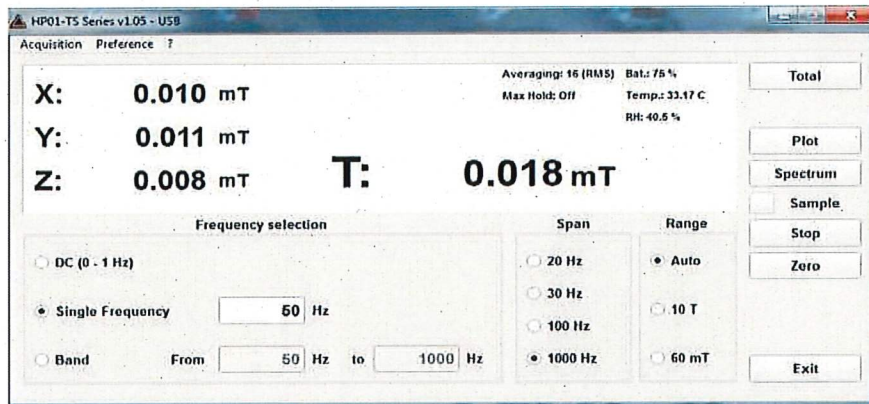 HP01-TS Series v1.05 - USB
Acquisition Preference ?
X: 0.010 mT
Y: 0.011 mT
Z: 0.008 mT
T: 0.018 mT
Averaging: 16 (RMS) Bat.: 75 %
Max Hold: Off Temp.: 33.17 C
RH: 40.5 %
Total
Plot
Spectrum
Sample
Stop
Zero
Exit
Frequency selection
DC (0 - 1 Hz)
Single Frequency 50 Hz
Band From 50 Hz to 1000 Hz
Span
20 Hz
30 Hz
100 Hz
1000 Hz
Range
Auto
10 T
60 mT